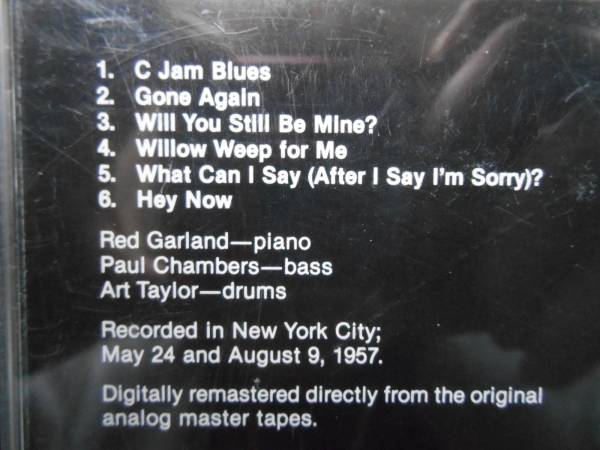 1. C Jam Blues
2. Gone Again
3. Will You Still Be Mine?
4. Willow Weep for Me
5. What Can I Say (After I Say I'm Sorry)?
6. Hey Now
Red Garland—piano
Paul Chambers—bass
Art Taylor—drums
Recorded in New York City;
May 24 and August 9, 1957.
Digitally remastered directly from the original
analog master tapes.